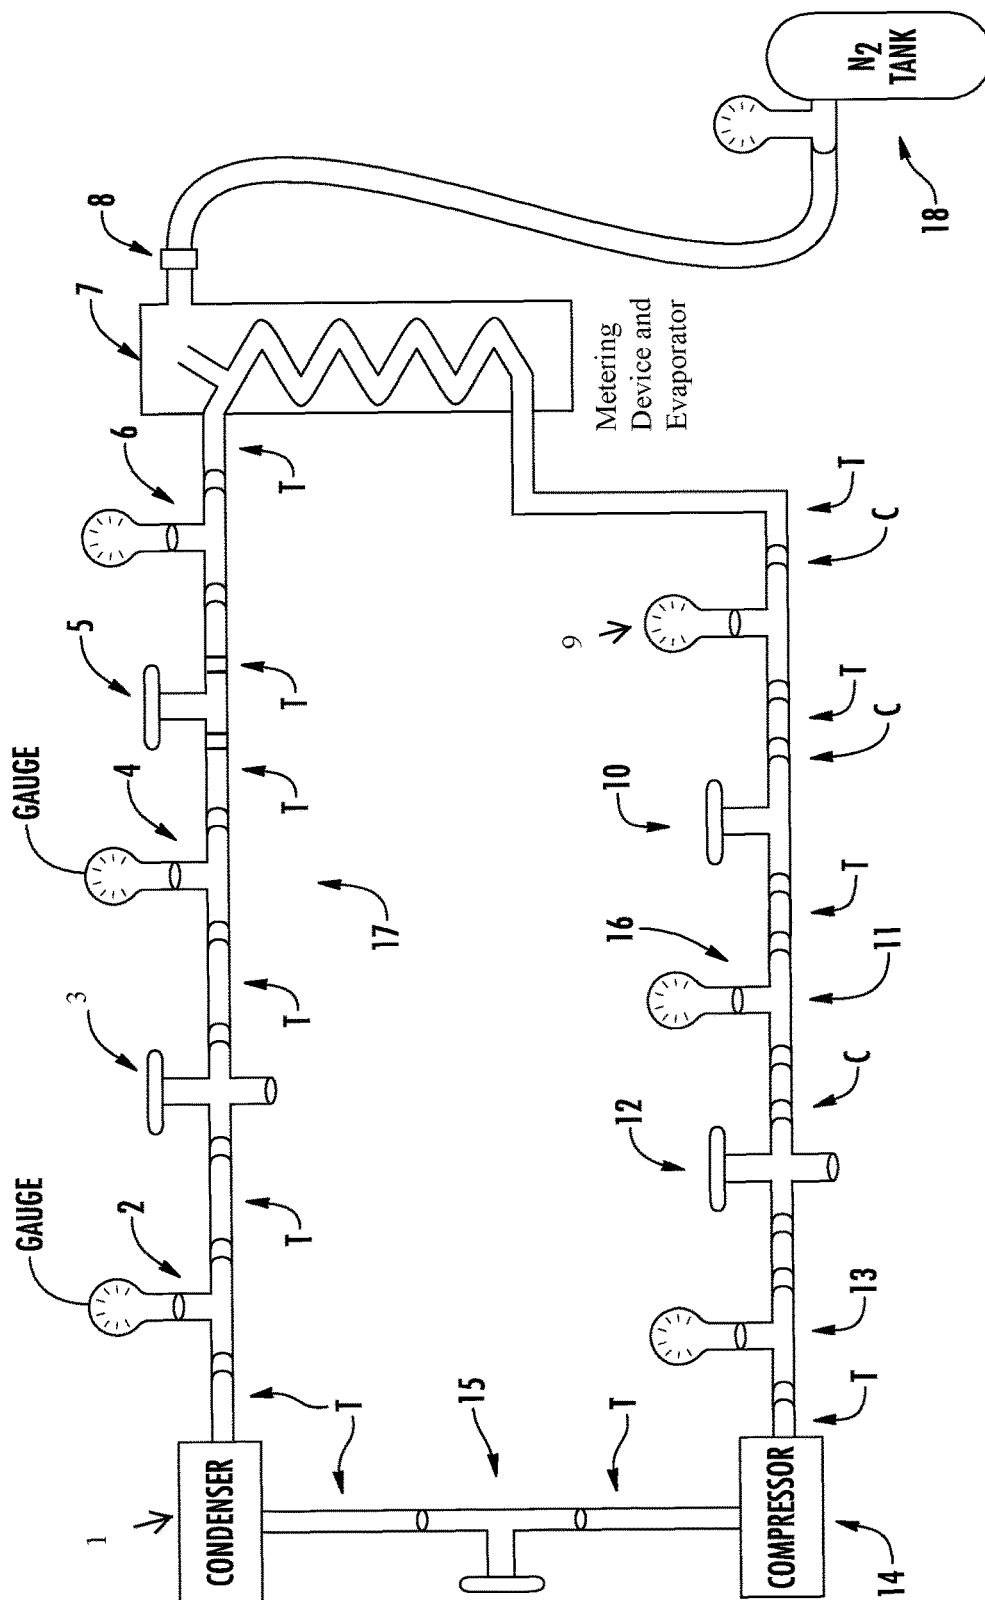 GAUGE
GAUGE
1
CONDENSER
T
2
T
3
T
4
T
5
T
6
T
7
8
N2
TANK
18
Metering
Device and
Evaporator
17
T
15
T
COMPRESSOR
14
T
13
12
C
16
11
T
10
C
T
9
C
T